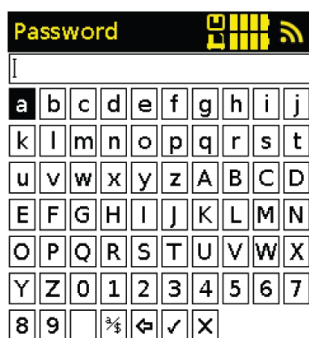 Password
a b c d e f g h i j
k l m n o p q r s t
u v w x y z A B C D
E F G H I J K L M N
O P Q R S T U V W X
Y Z 0 1 2 3 4 5 6 7
8 9 ª/$ ⇦ ✓ X